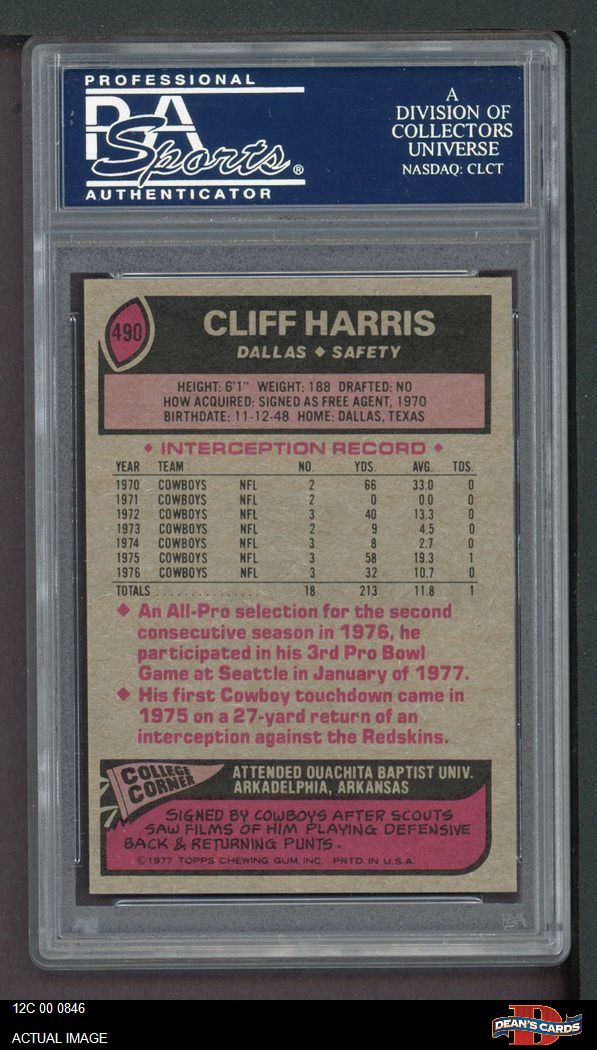 PROFESSIONAL
PSA
Sports®
AUTHENTICATOR
A
DIVISION OF
COLLECTORS
UNIVERSE
NASDAQ: CLCT
490
CLIFF HARRIS
DALLAS ◆ SAFETY
HEIGHT: 6'1" WEIGHT: 188 DRAFTED: NO
HOW ACQUIRED: SIGNED AS FREE AGENT, 1970
BIRTHDATE: 11-12-48 HOME: DALLAS, TEXAS
◆ INTERCEPTION RECORD ◆
YEAR TEAM NO. YDS. AVG. TDS.
1970 COWBOYS NFL 2 66 33.0 0
1971 COWBOYS NFL 2 0 0.0 0
1972 COWBOYS NFL 3 40 13.3 0
1973 COWBOYS NFL 2 9 4.5 0
1974 COWBOYS NFL 3 8 2.7 0
1975 COWBOYS NFL 3 58 19.3 1
1976 COWBOYS NFL 3 32 10.7 0
TOTALS . . . . . . . . . . . . . . . 18 213 11.8 1
◆ An All-Pro selection for the second
consecutive season in 1976, he
participated in his 3rd Pro Bowl
Game at Seattle in January of 1977.
◆ His first Cowboy touchdown came in
1975 on a 27-yard return of an
interception against the Redskins.
COLLEGE
CORNER
ATTENDED OUACHITA BAPTIST UNIV.
ARKADELPHIA, ARKANSAS
SIGNED BY COWBOYS AFTER SCOUTS
SAW FILMS OF HIM PLAYING DEFENSIVE
BACK & RETURNING PUNTS.
©1977 TOPPS CHEWING GUM, INC. PRTD. IN U.S.A.
PSA
12C 00 0846
ACTUAL IMAGE
D
DEAN'S CARDS